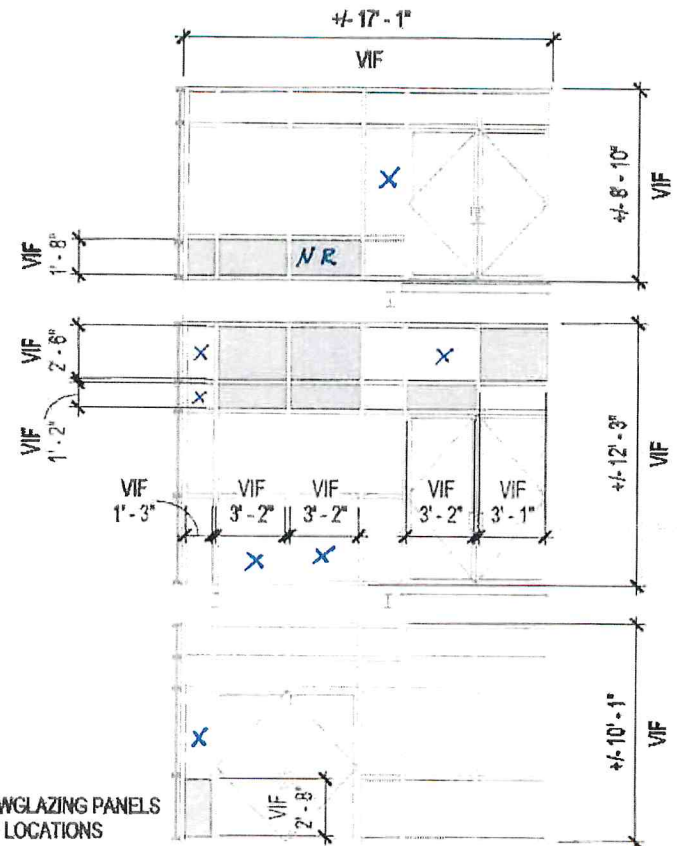 +/- 17' - 1"
VIF
+/- 8' - 10"
VIF
VIF
1' - 8"
NR
VIF
2' - 6"
VIF
1' - 2"
+/- 12' - 3"
VIF
VIF
1' - 3"
VIF
3' - 2"
VIF
3' - 2"
VIF
3' - 2"
VIF
3' - 1"
+/- 10' - 1"
VIF
VIF
2' - 8"
WGLAZING PANELS
LOCATIONS